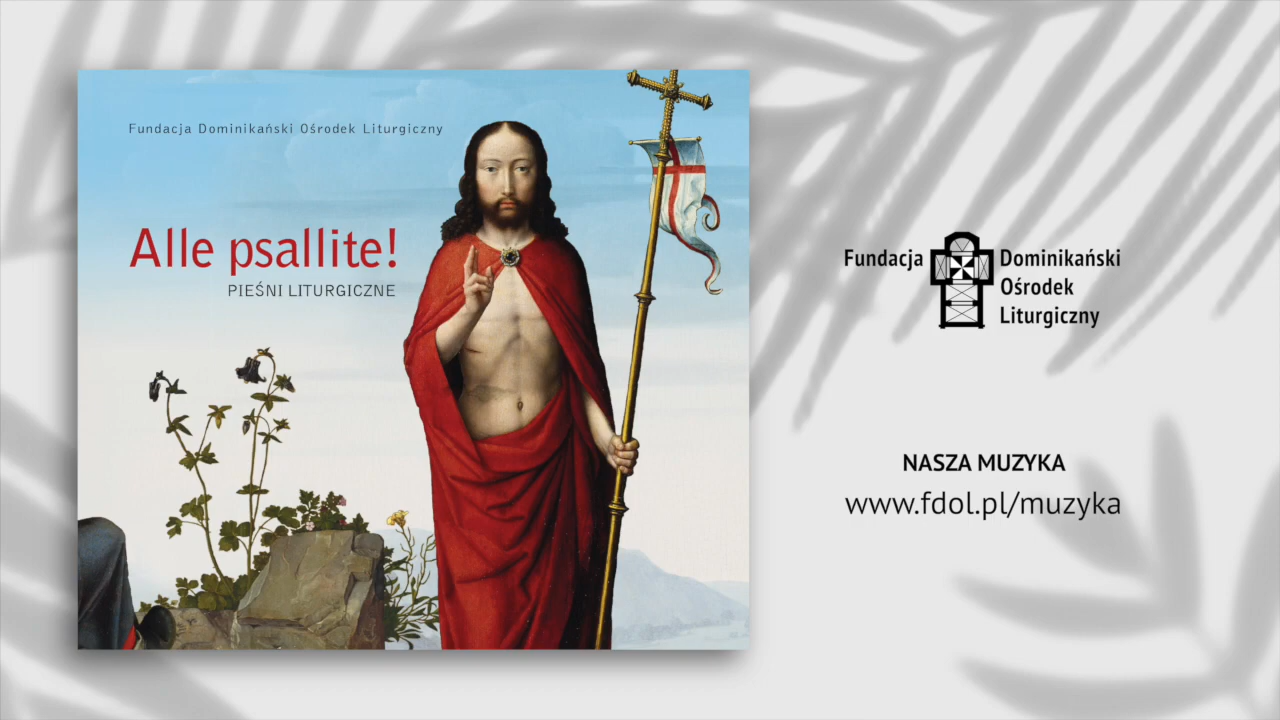 Fundacja Dominikański Ośrodek Liturgiczny
Alle psallite!
PIEŚNI LITURGICZNE
Fundacja Dominikański
Ośrodek
Liturgiczny
NASZA MUZYKA
www.fdol.pl/muzyka